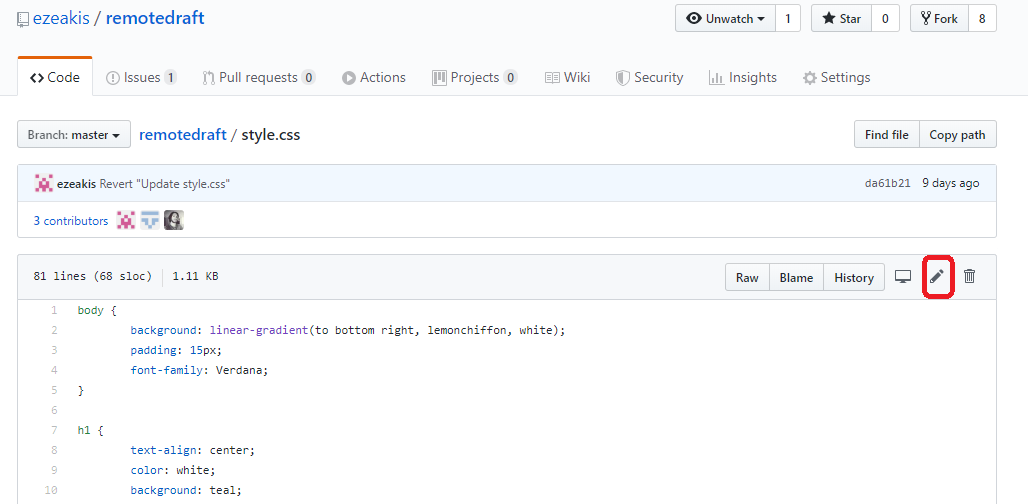 ezeakis / remotedraft
Unwatch 1 Star 0 Fork 8
Code Issues 1 Pull requests 0 Actions Projects 0 Wiki Security Insights Settings
Branch: master remotedraft / style.css Find file Copy path
ezeakis Revert "Update style.css" da61b21 9 days ago
3 contributors
81 lines (68 sloc) 1.11 KB Raw Blame History
1 body {
2 background: linear-gradient(to bottom right, lemonchiffon, white);
3 padding: 15px;
4 font-family: Verdana;
5 }
6
7 h1 {
8 text-align: center;
9 color: white;
10 background: teal;